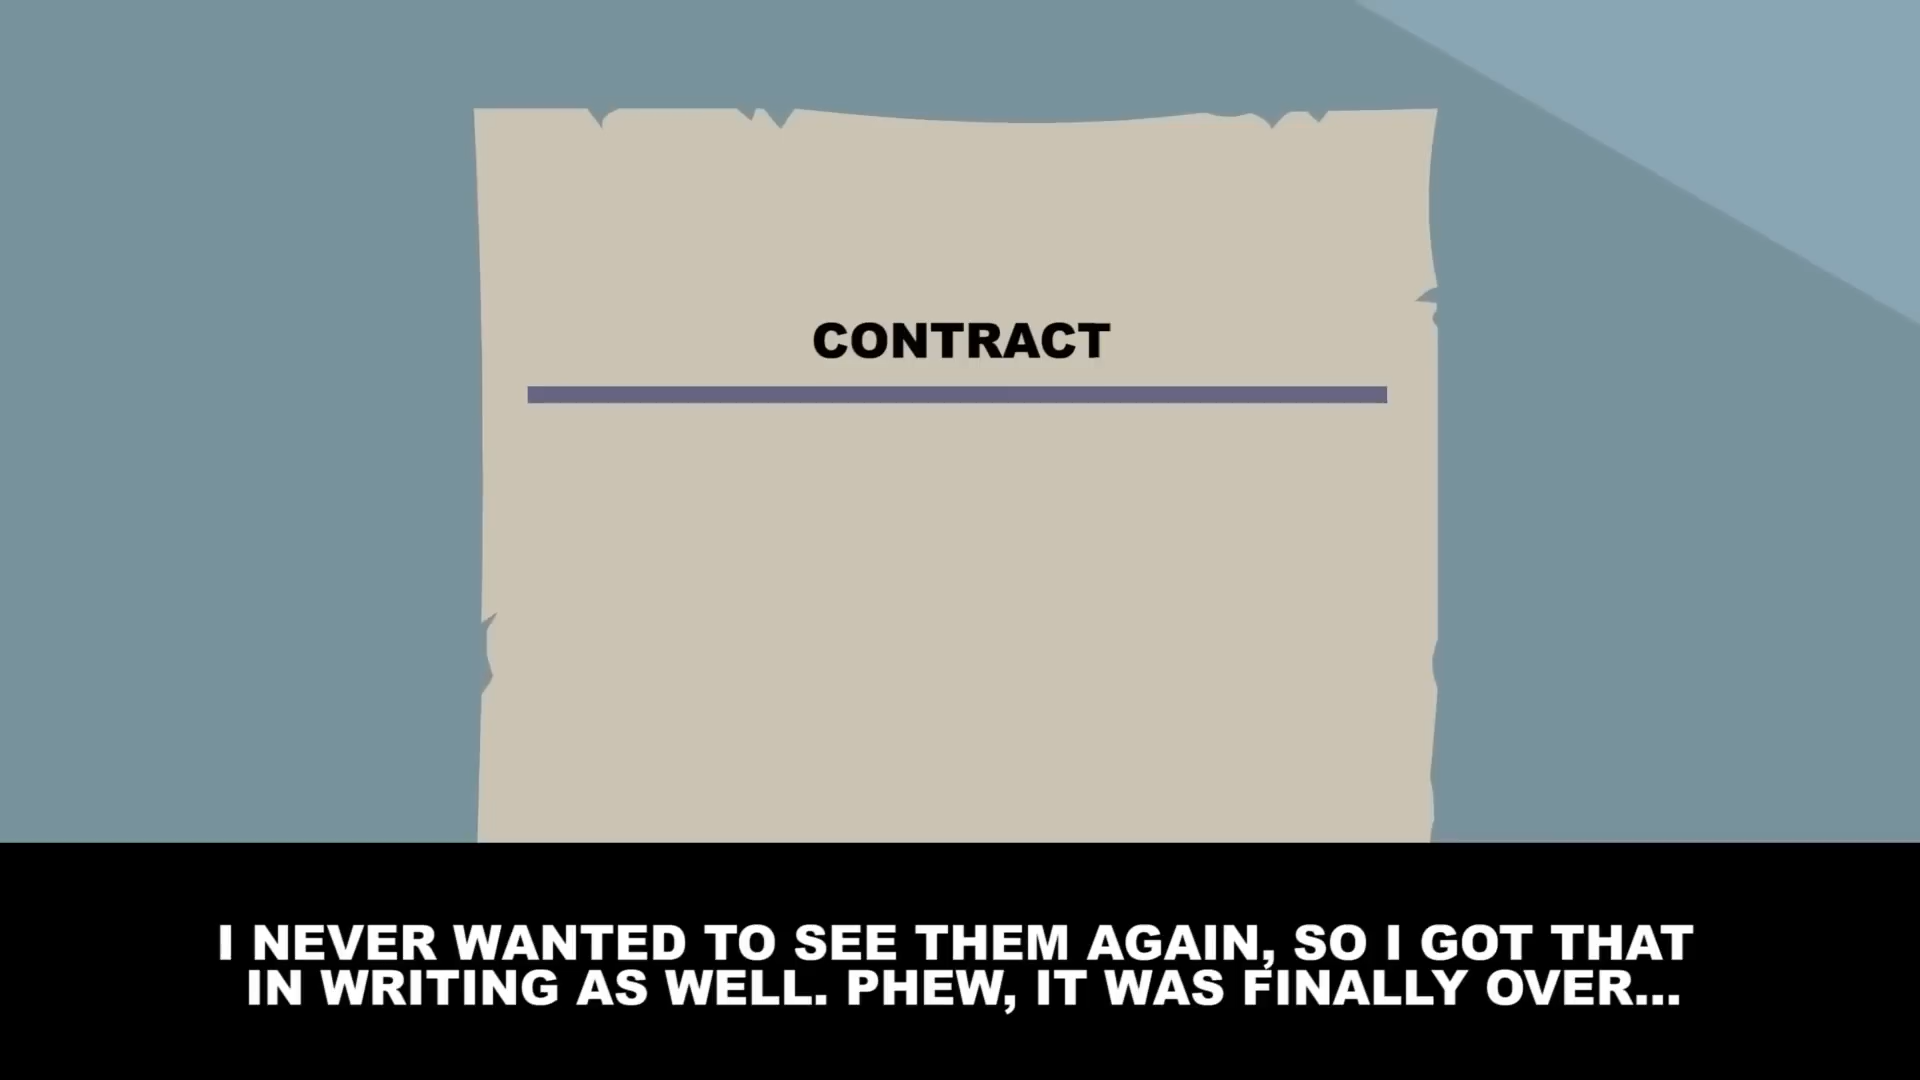 CONTRACT
I NEVER WANTED TO SEE THEM AGAIN, SO I GOT THAT
IN WRITING AS WELL. PHEW, IT WAS FINALLY OVER...